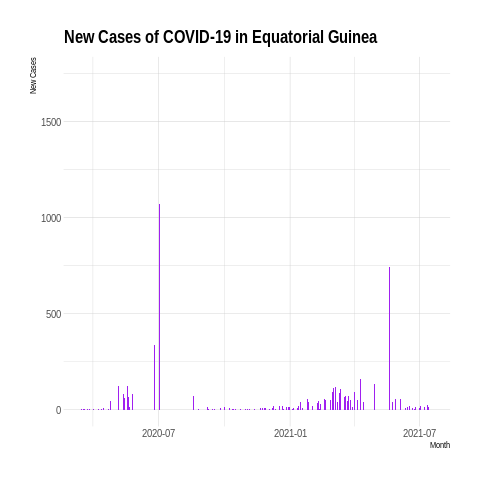 New Cases of COVID-19 in Equatorial Guinea
New Cases
1500
1000
500
0
2020-07
2021-01
2021-07
Month